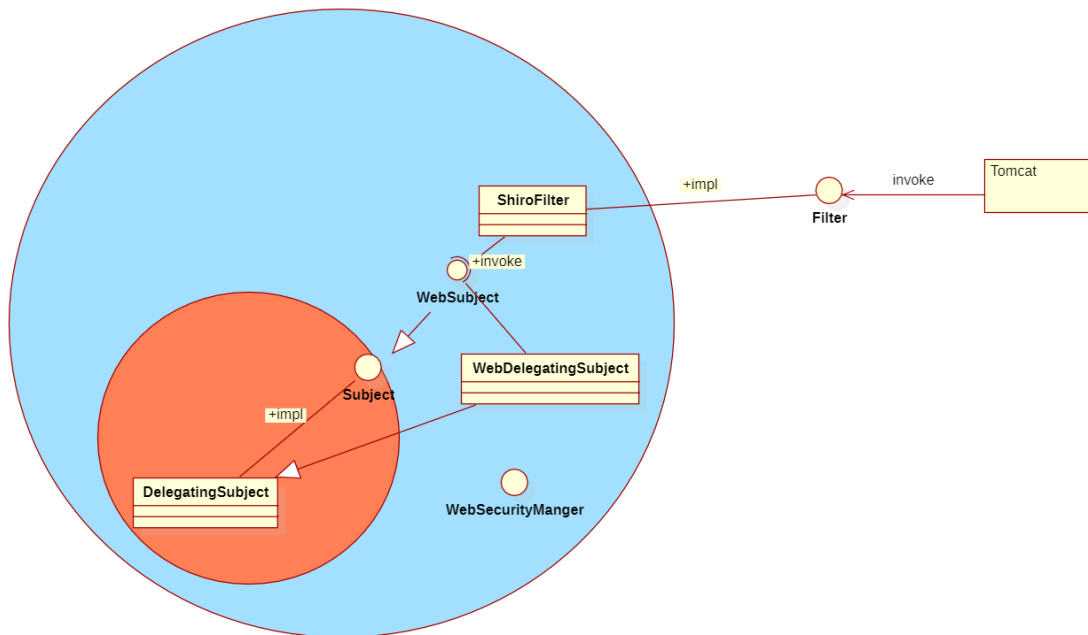 Tomcat
invoke
+impl
Filter
ShiroFilter
+invoke
WebSubject
WebDelegatingSubject
Subject
+impl
DelegatingSubject
WebSecurityManger